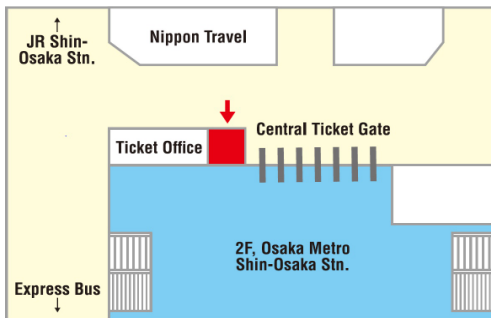 ↑
JR Shin-
Osaka Stn.
Nippon Travel
Ticket Office
Central Ticket Gate
2F, Osaka Metro
Shin-Osaka Stn.
Express Bus
↓